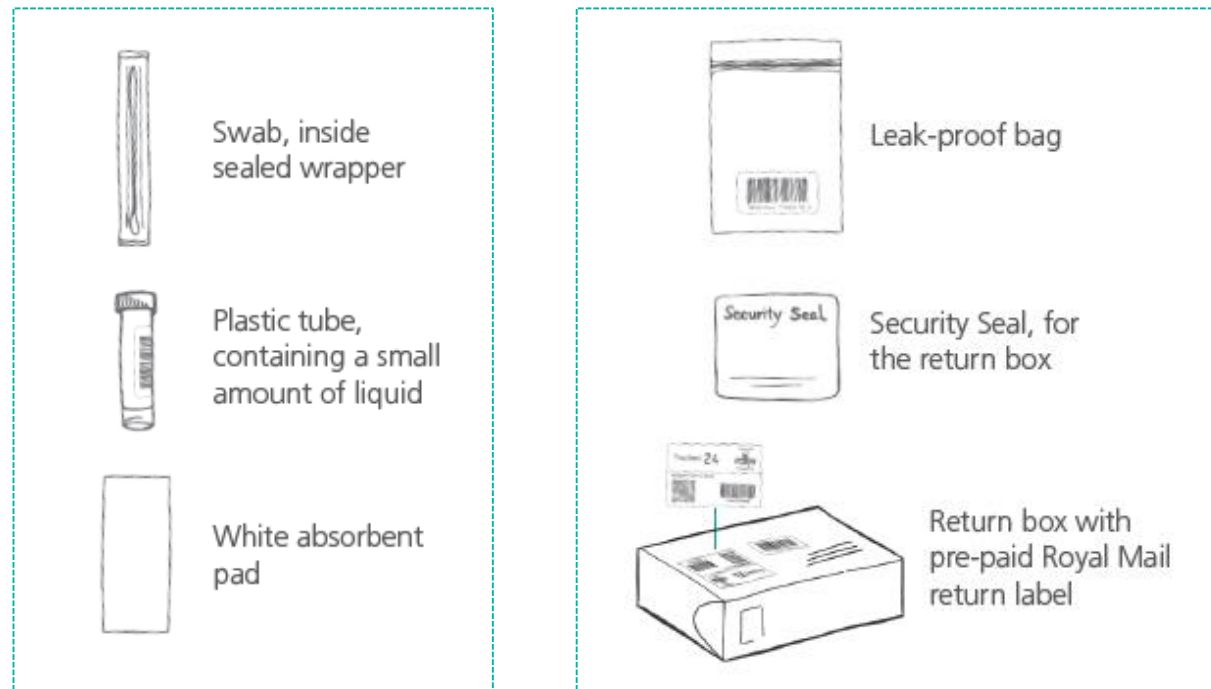 Swab, inside
sealed wrapper
Plastic tube,
containing a small
amount of liquid
White absorbent
pad
Leak-proof bag
Security Seal
Security Seal, for
the return box
24
Return box with
pre-paid Royal Mail
return label